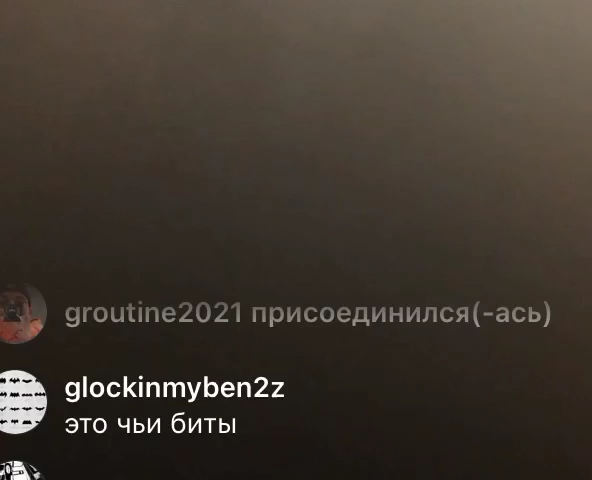 groutine2021 присоединился(-ась)
glockinmyben2z
это чьи биты